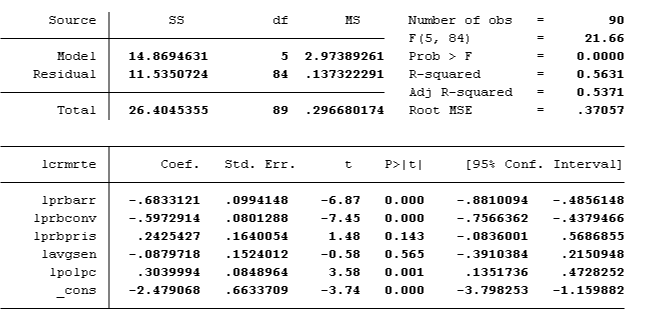 Source SS df MS Number of obs = 90
F(5, 84) = 21.66
Model 14.8694631 5 2.97389261 Prob > F = 0.0000
Residual 11.5350724 84 .137322291 R-squared = 0.5631
Adj R-squared = 0.5371
Total 26.4045355 89 .296680174 Root MSE = .37057
lcrmrte Coef. Std. Err. t P>|t| [95% Conf. Interval]
lprbarr -.6833121 .0994148 -6.87 0.000 -.8810094 -.4856148
lprbconv -.5972914 .0801288 -7.45 0.000 -.7566362 -.4379466
lprbpris .2425427 .1640054 1.48 0.143 -.0836001 .5686855
lavgsen -.0879718 .1524012 -0.58 0.565 -.3910384 .2150948
lpolpc .3039994 .0848964 3.58 0.001 .1351736 .4728252
_cons -2.479068 .6633709 -3.74 0.000 -3.798253 -1.159882